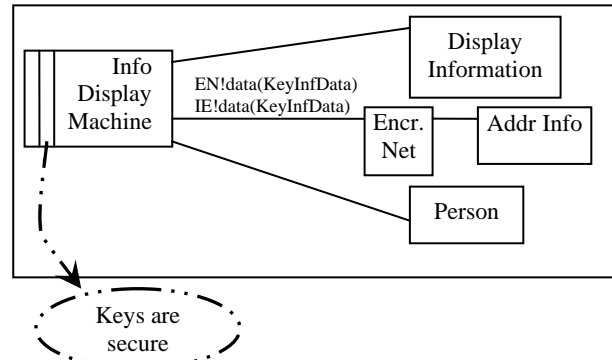 Info
Display
Machine
Display
Information
EN!data(KeyInfData)
IE!data(KeyInfData)
Encr.
Net
Addr Info
Person
Keys are
secure